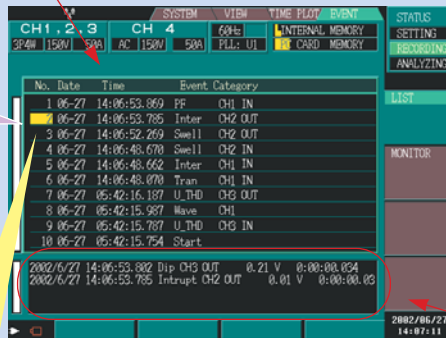 SYSTEM VIEW TIME PLOT EVENT
CH1,2,3 CH 4 60Hz INTERNAL MEMORY
3P4W 150V 50A AC 150V 50A PLL: U1 PC CARD MEMORY
STATUS
SETTING
RECORDING
ANALYZING
No. Date Time Event Category
1 06-27 14:06:53.869 PF CH1 IN
2 06-27 14:06:53.785 Inter CH2 OUT
3 06-27 14:06:52.269 Swell CH2 OUT
4 06-27 14:06:48.670 Swell CH2 IN
5 06-27 14:06:48.662 Inter CH1 IN
6 06-27 14:06:48.070 Tran CH1 IN
7 06-27 05:42:16.187 U_THD CH3 OUT
8 06-27 05:42:15.987 Wave CH1
9 06-27 05:42:15.787 U_THD CH3 IN
10 06-27 05:42:15.754 Start
LIST
MONITOR
2002/6/27 14:06:53.802 Dip CH3 OUT 0.21 V 0:00:00.034
2002/6/27 14:06:53.785 Intrupt CH2 OUT 0.01 V 0:00:00.03
2002/06/27
14:07:11